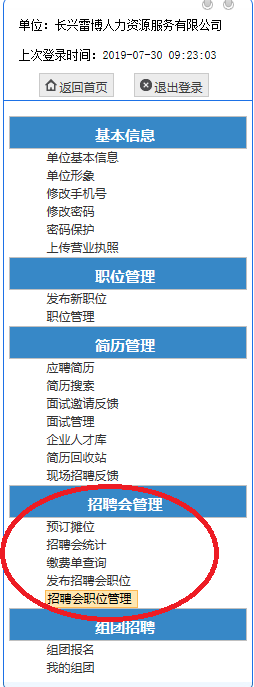 单位：长兴雷博人力资源服务有限公司
上次登录时间：2019-07-30 09:23:03
返回首页 退出登录
基本信息
单位基本信息
单位形象
修改手机号
修改密码
密码保护
上传营业执照
职位管理
发布新职位
职位管理
简历管理
应聘简历
简历搜索
面试邀请反馈
面试管理
企业人才库
简历回收站
现场招聘反馈
招聘会管理
预订摊位
招聘会统计
缴费单查询
发布招聘会职位
招聘会职位管理
组团招聘
组团报名
我的组团